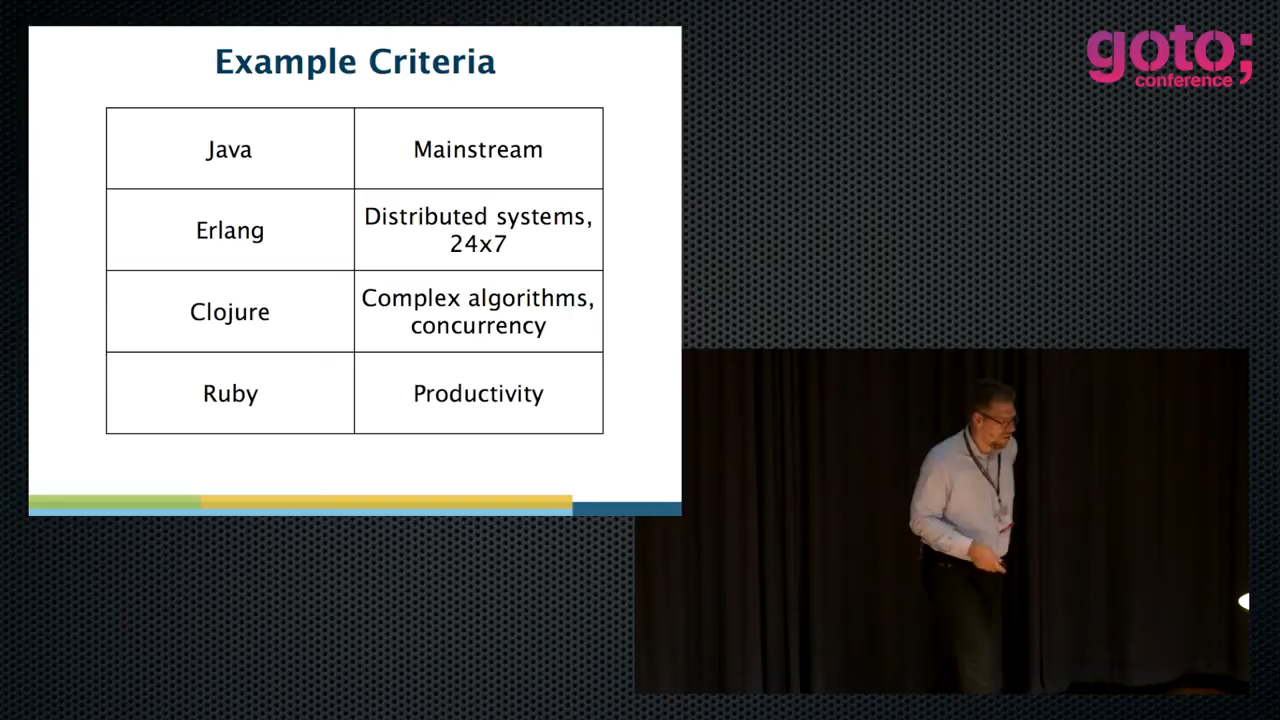 Example Criteria
Java
Mainstream
Erlang
Distributed systems,
24x7
Clojure
Complex algorithms,
concurrency
Ruby
Productivity
goto;
conference